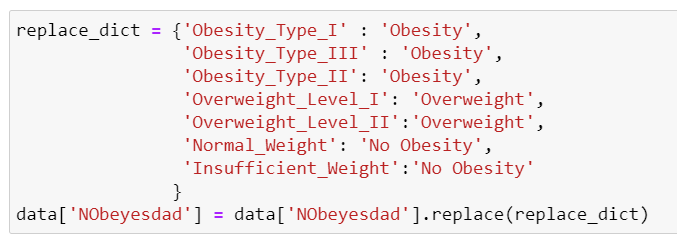 replace_dict = {'Obesity_Type_I' : 'Obesity',
                'Obesity_Type_III' : 'Obesity',
                'Obesity_Type_II': 'Obesity',
                'Overweight_Level_I': 'Overweight',
                'Overweight_Level_II':'Overweight',
                'Normal_Weight': 'No Obesity',
                'Insufficient_Weight':'No Obesity'
               }
data['NObeyesdad'] = data['NObeyesdad'].replace(replace_dict)